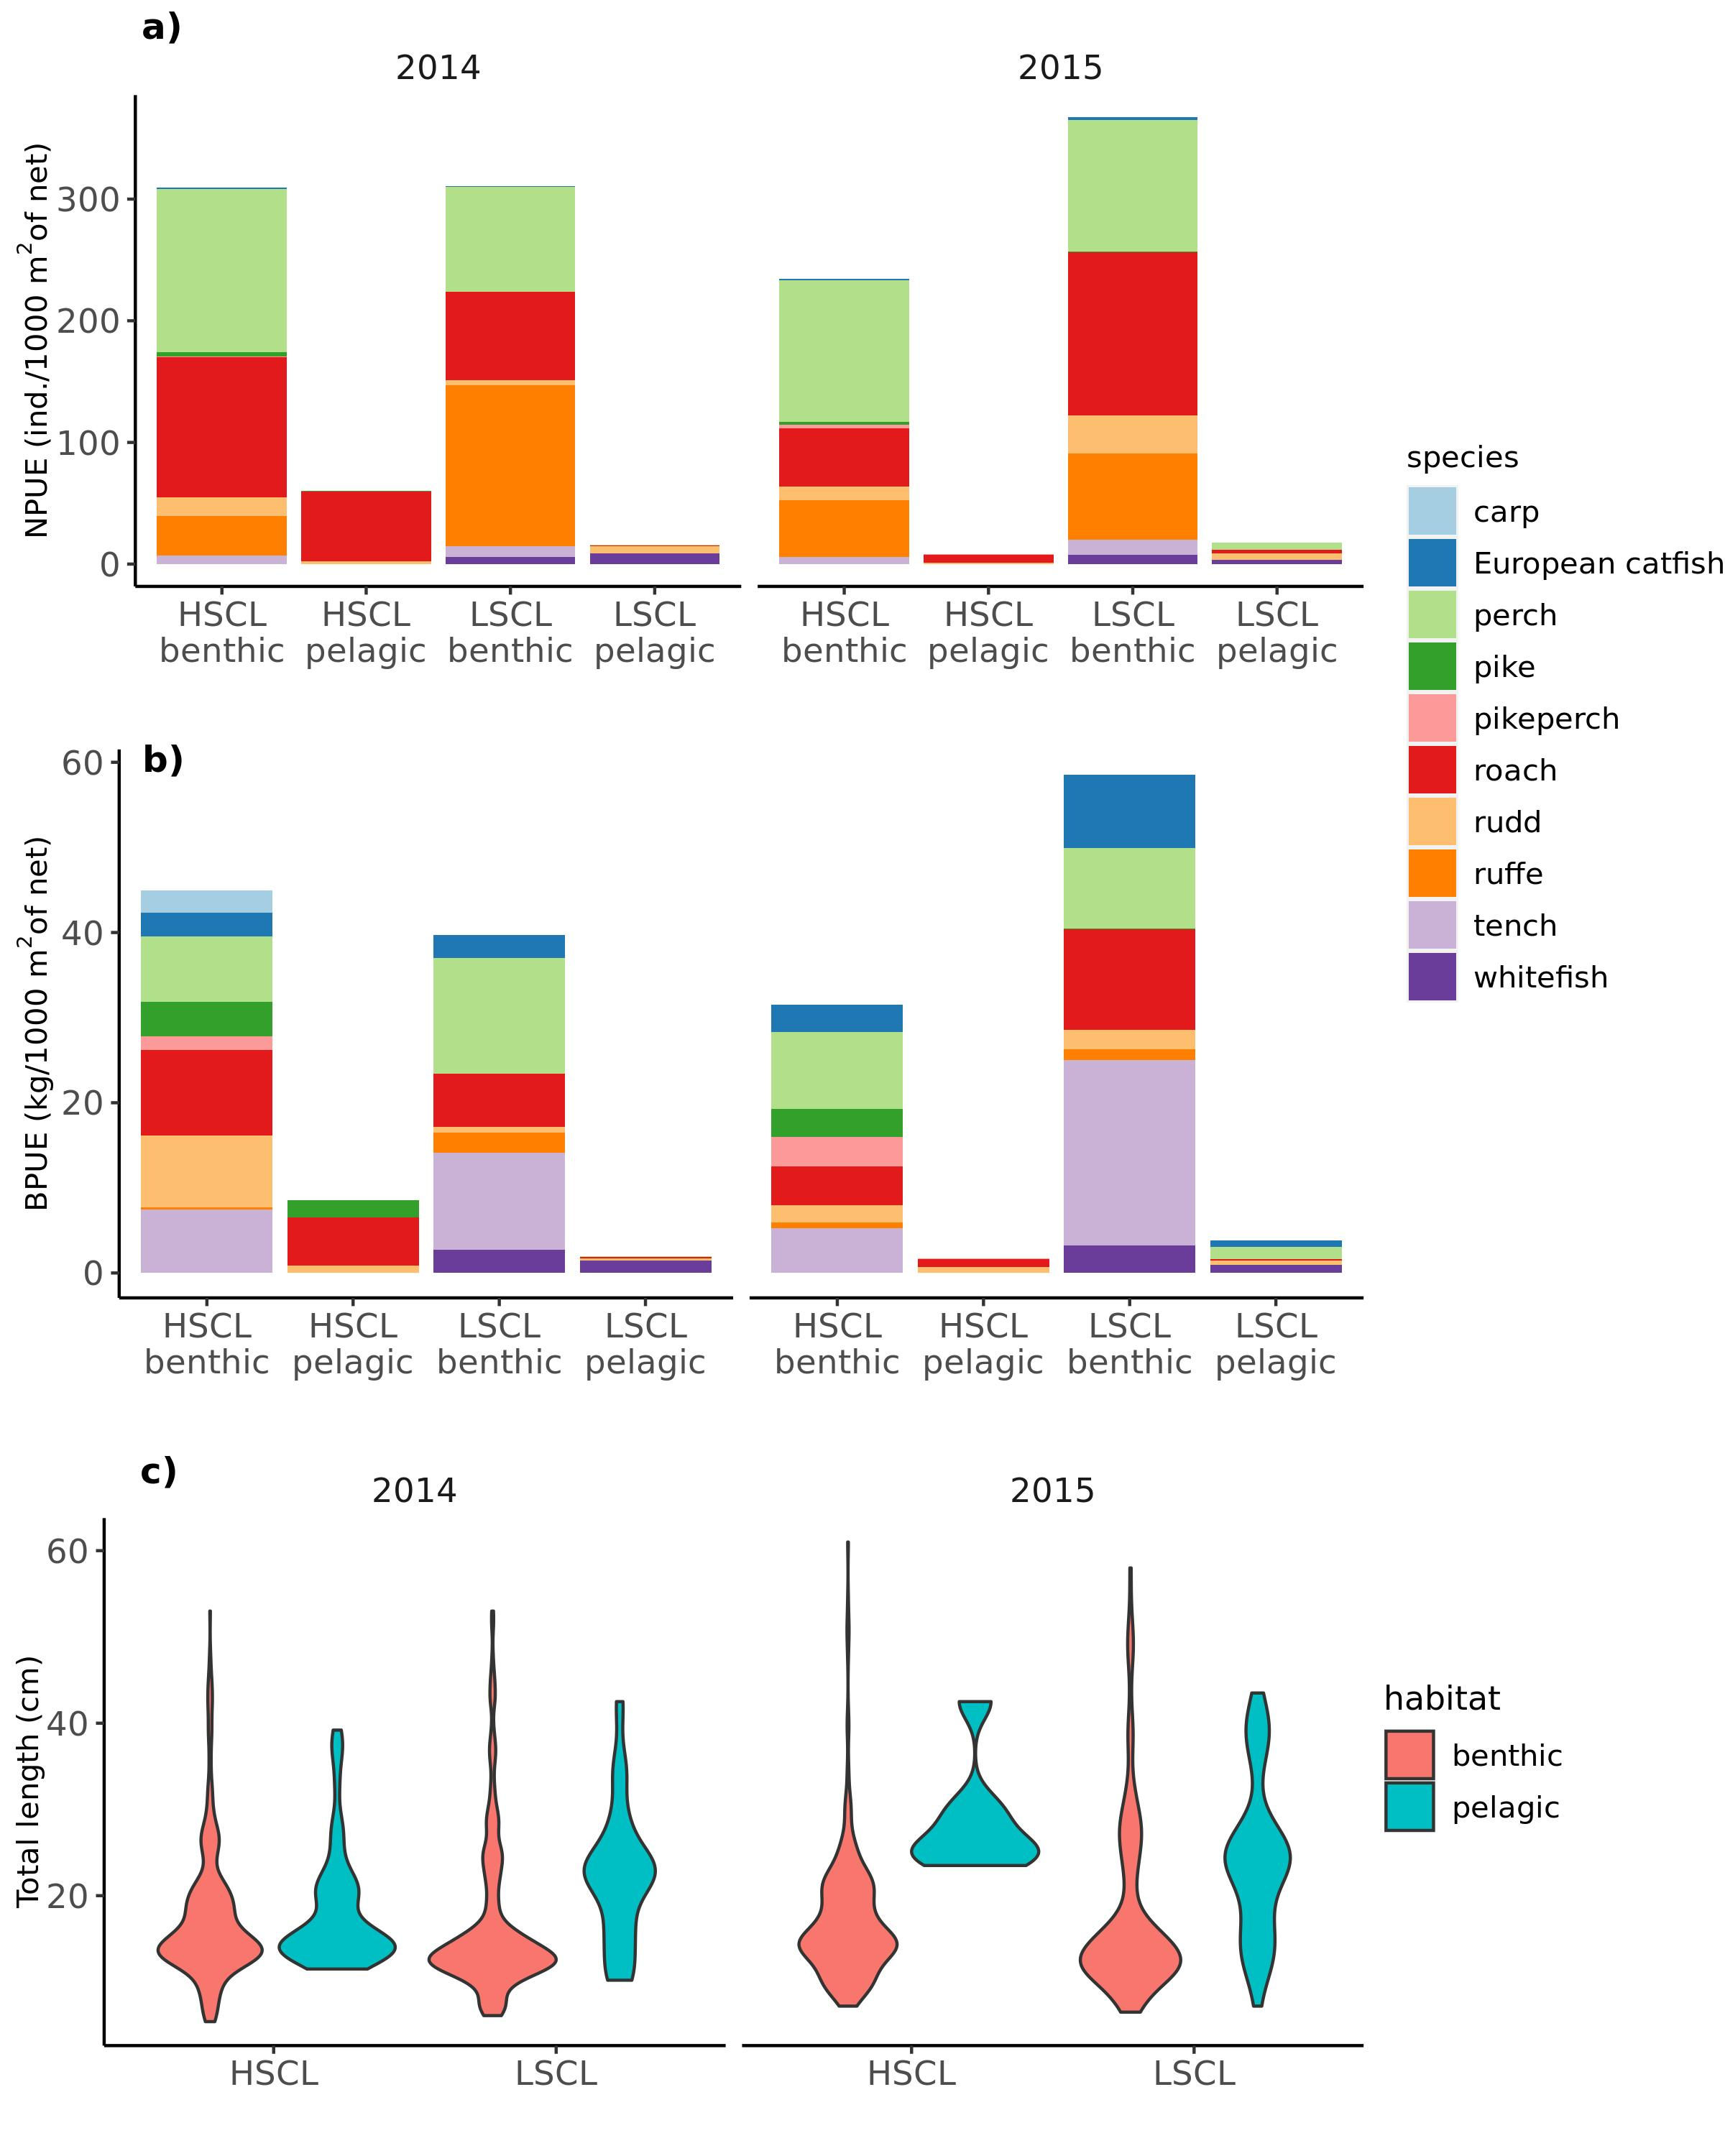 a)
2014 2015
NPUE (ind./1000 m²of net)
300
200
100
0
HSCL HSCL LSCL LSCL HSCL HSCL LSCL LSCL
benthic pelagic benthic pelagic benthic pelagic benthic pelagic
species
carp
European catfish
perch
pike
pikeperch
roach
rudd
ruffe
tench
whitefish
b)
BPUE (kg/1000 m²of net)
60
40
20
0
HSCL HSCL LSCL LSCL HSCL HSCL LSCL LSCL
benthic pelagic benthic pelagic benthic pelagic benthic pelagic
c)
2014 2015
Total length (cm)
60
40
20
HSCL LSCL HSCL LSCL
habitat
benthic
pelagic